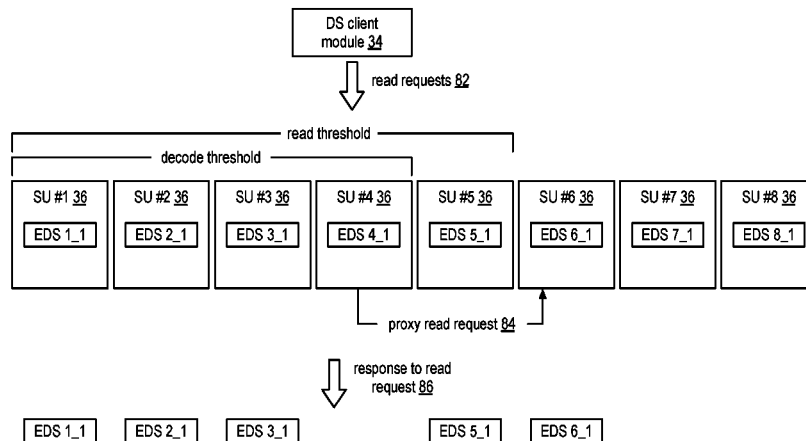 DS client
module 34
read requests 82
read threshold
decode threshold
SU #1 36
SU #2 36
SU #3 36
SU #4 36
SU #5 36
SU #6 36
SU #7 36
SU #8 36
EDS 1_1
EDS 2_1
EDS 3_1
EDS 4_1
EDS 5_1
EDS 6_1
EDS 7_1
EDS 8_1
proxy read request 84
response to read
request 86
EDS 1_1
EDS 2_1
EDS 3_1
EDS 5_1
EDS 6_1